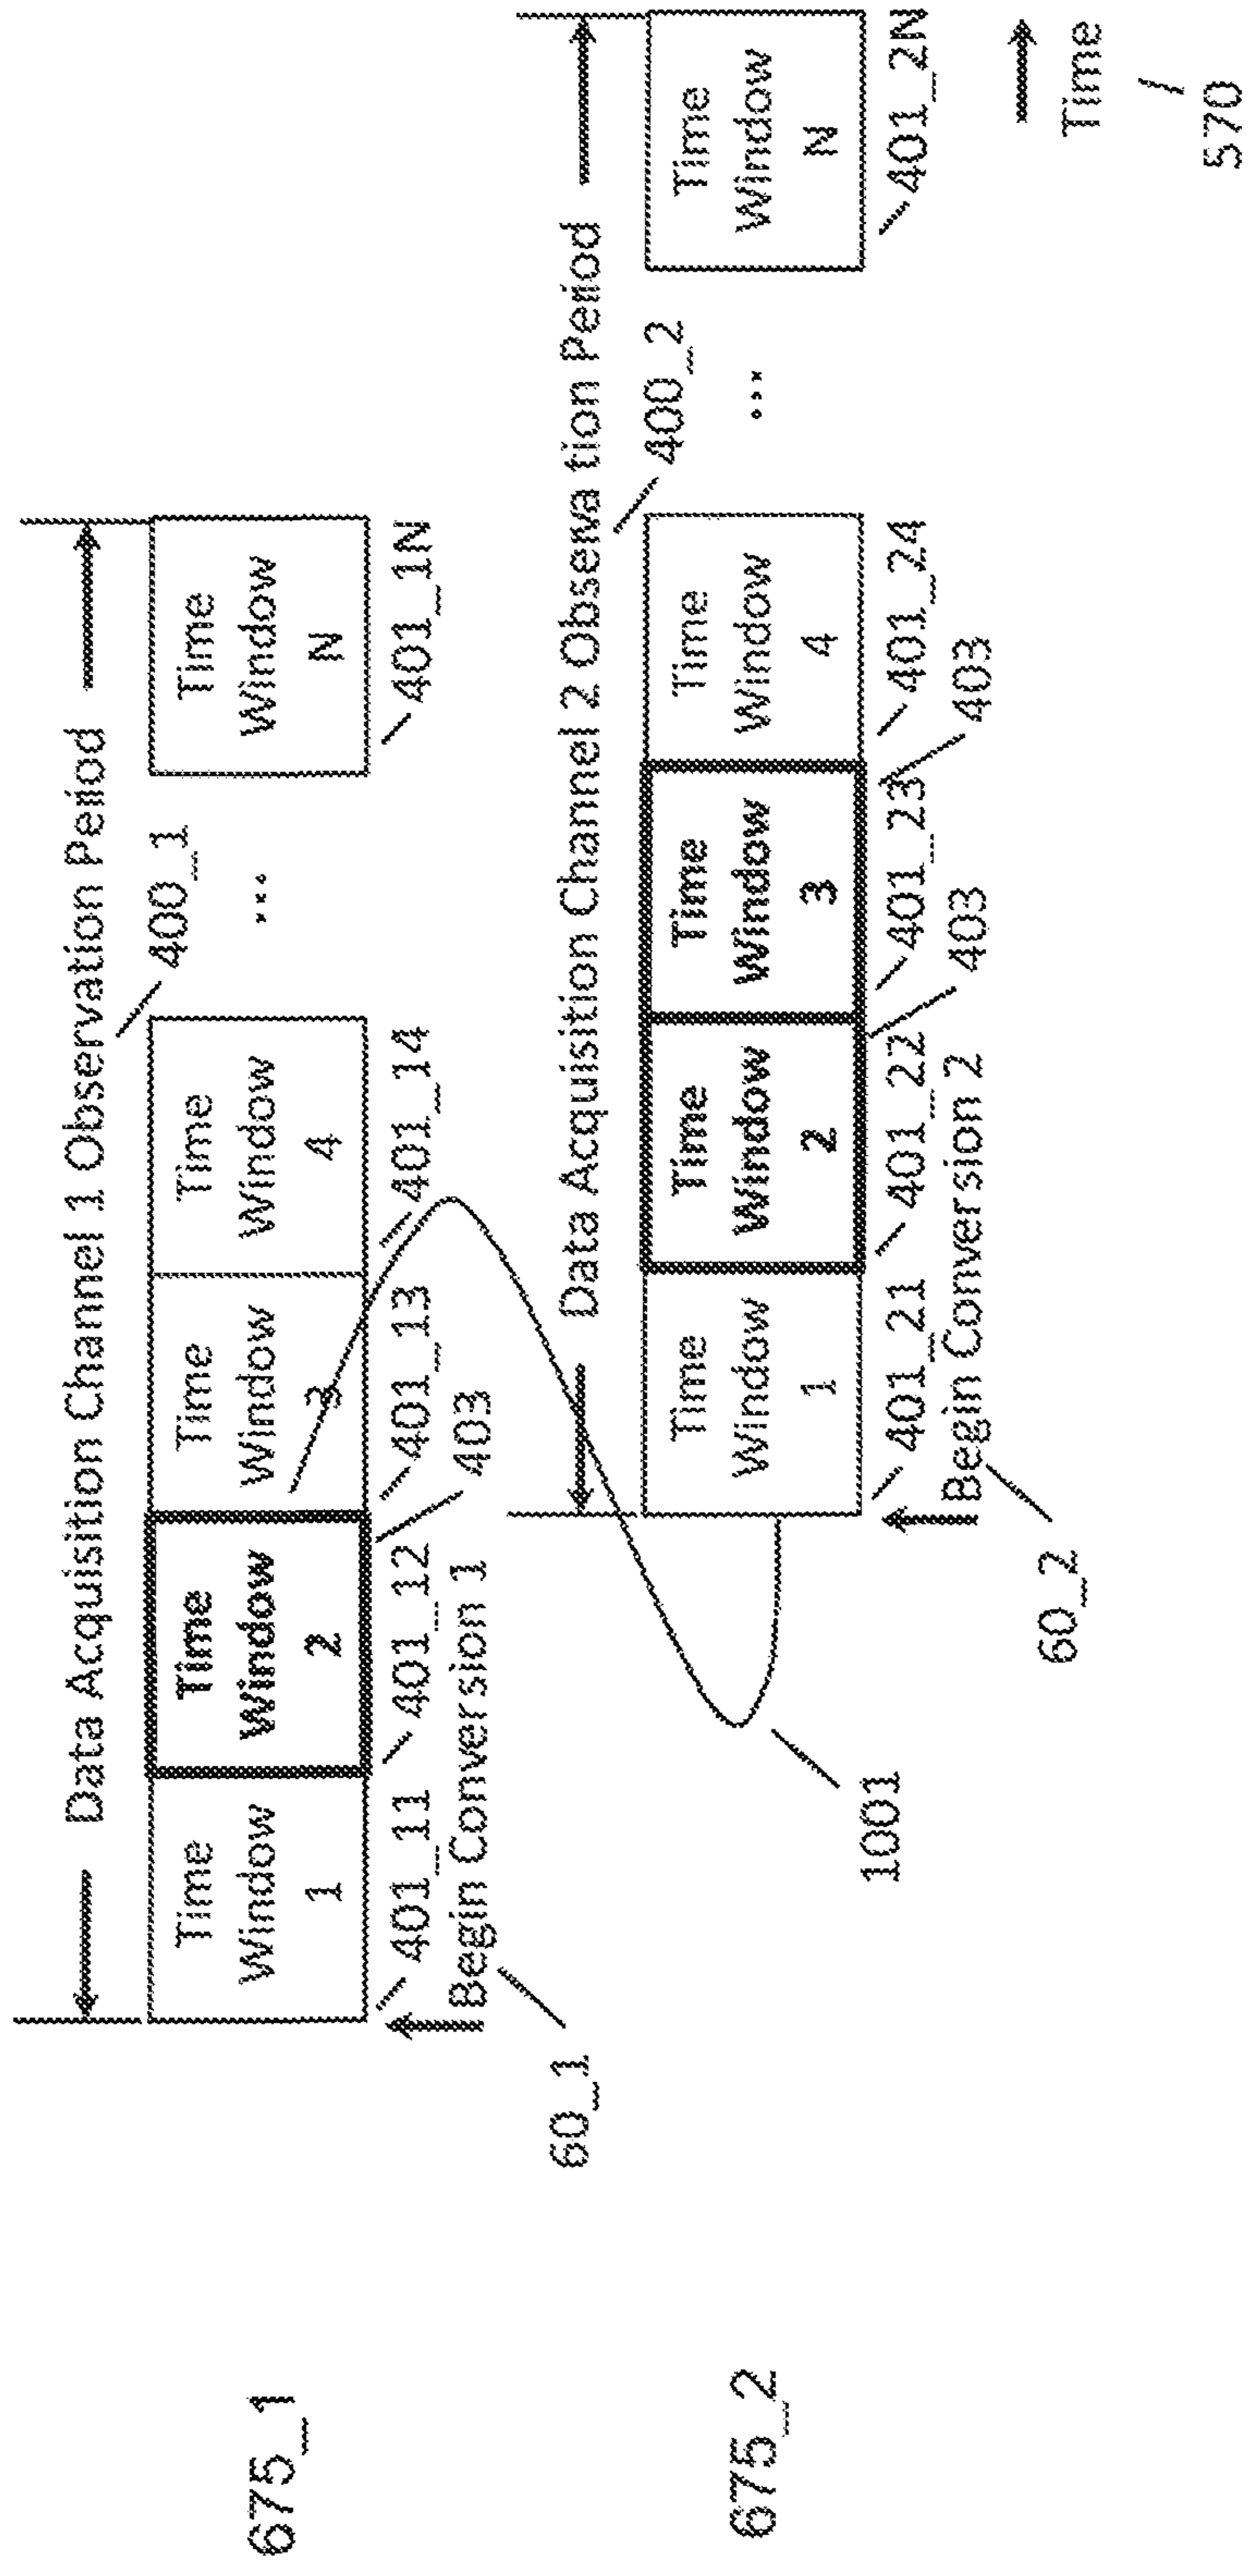 Data Acquisition Channel 1 Observation Period
400_1
675_1
Time Window 1
Time Window 2
Time Window 3
Time Window 4
...
Time Window N
401_11
401_12
401_13
401_14
401_1N
Begin Conversion 1
403
60_1
Data Acquisition Channel 2 Observa tion Period
400_2
675_2
Time Window 1
Time Window 2
Time Window 3
Time Window 4
...
Time Window N
401_21
401_22
401_23
401_24
401_2N
1001
Begin Conversion 2
403
403
60_2
Time
570